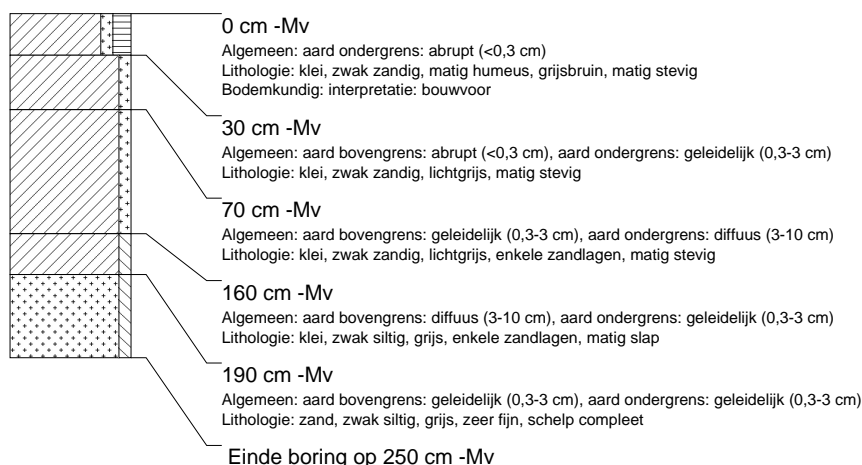 0 cm -Mv
Algemeen: aard ondergrens: abrupt (<0,3 cm)
Lithologie: klei, zwak zandig, matig humeus, grijsbruin, matig stevig
Bodemkundig: interpretatie: bouwvoor
30 cm -Mv
Algemeen: aard bovengrens: abrupt (<0,3 cm), aard ondergrens: geleidelijk (0,3-3 cm)
Lithologie: klei, zwak zandig, lichtgrijs, matig stevig
70 cm -Mv
Algemeen: aard bovengrens: geleidelijk (0,3-3 cm), aard ondergrens: diffuus (3-10 cm)
Lithologie: klei, zwak zandig, lichtgrijs, enkele zandlagen, matig stevig
160 cm -Mv
Algemeen: aard bovengrens: diffuus (3-10 cm), aard ondergrens: geleidelijk (0,3-3 cm)
Lithologie: klei, zwak siltig, grijs, enkele zandlagen, matig slap
190 cm -Mv
Algemeen: aard bovengrens: geleidelijk (0,3-3 cm), aard ondergrens: geleidelijk (0,3-3 cm)
Lithologie: zand, zwak siltig, grijs, zeer fijn, schelp compleet
Einde boring op 250 cm -Mv